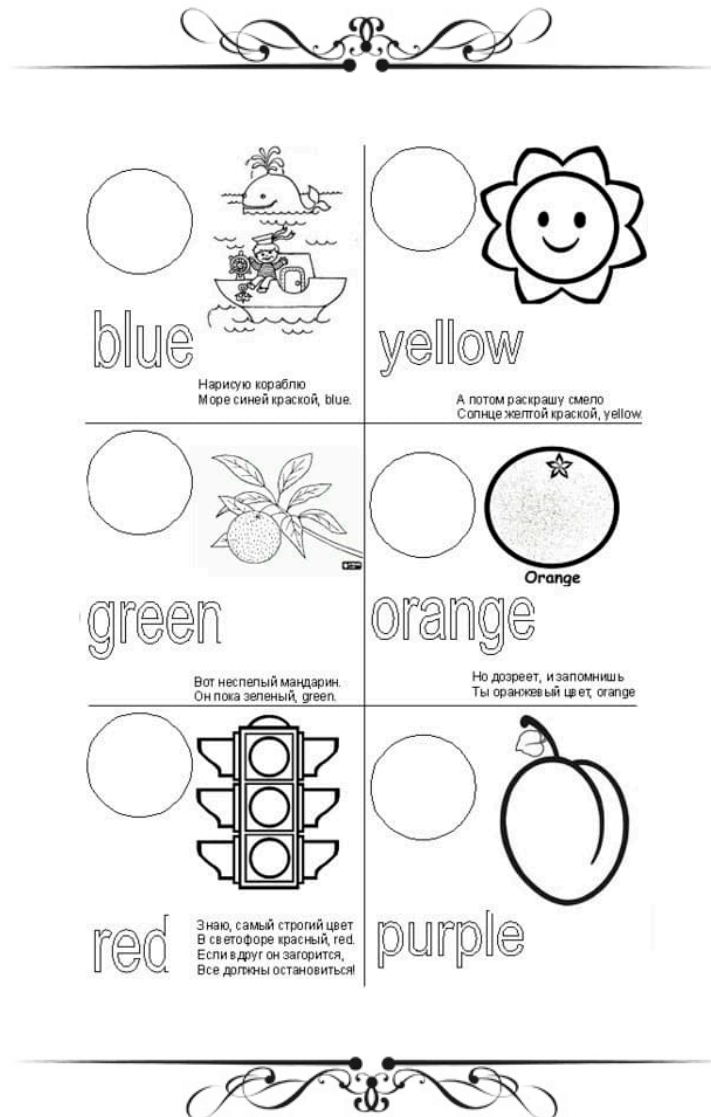 blue
Нарисую кораблю
Море синей краской, blue.
yellow
А потом раскрашу смело
Солнце желтой краской, yellow.
green
Вот неспелый мандарин.
Он пока зеленый, green.
Orange
orange
Но дозреет, и запомнишь
Ты оранжевый цвет, orange
red
Знаю, самый строгий цвет
В светофоре красный, red.
Если вдруг он загорится,
Все должны остановиться!
purple